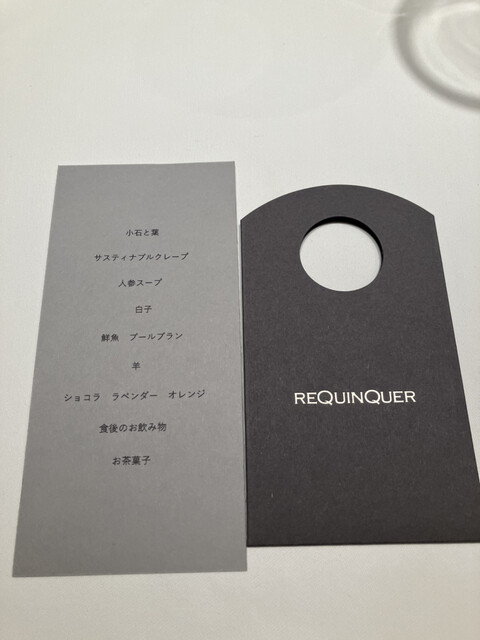 小石と葉
サスティナブルクレープ
人参スープ
白子
鮮魚　ブールブラン
羊
ショコラ　ラベンダー　オレンジ
食後のお飲み物
お茶菓子
REQUINQUER